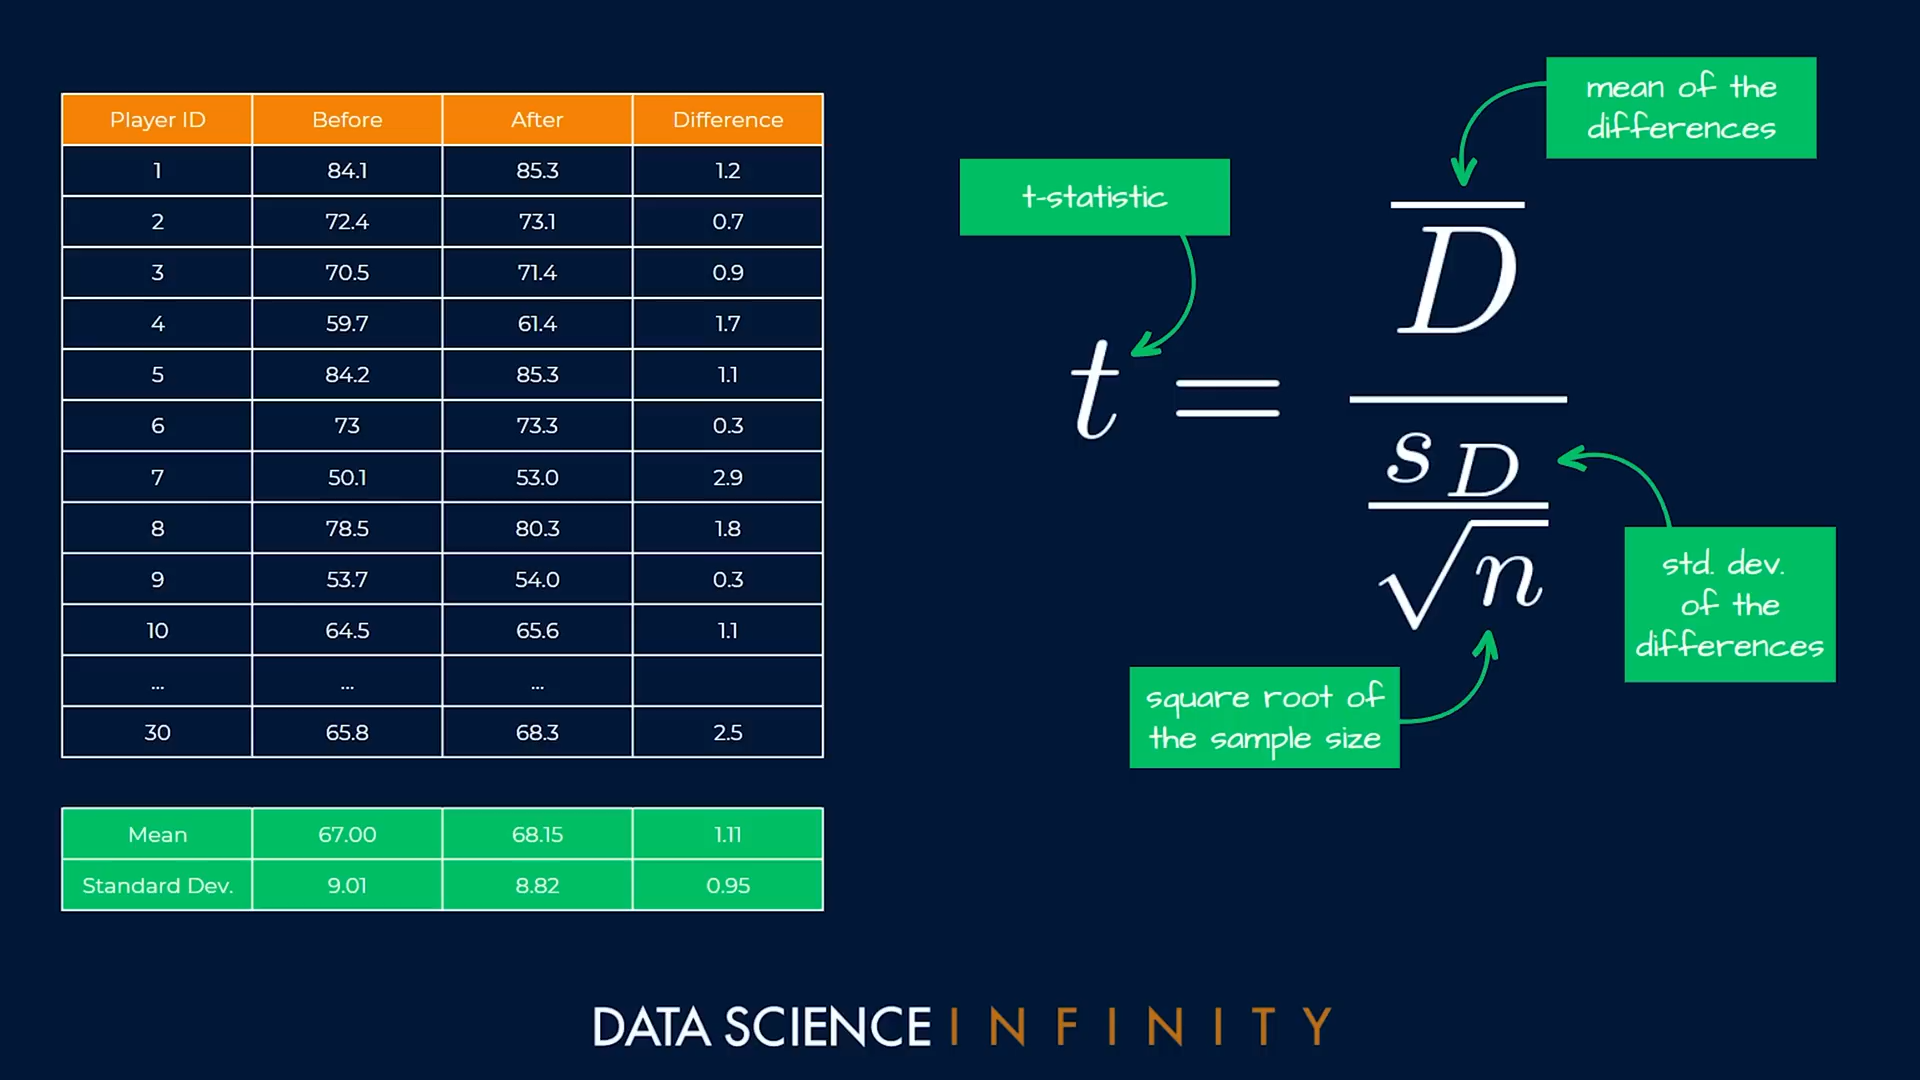 Player ID Before After Difference
1 84.1 85.3 1.2
2 72.4 73.1 0.7
3 70.5 71.4 0.9
4 59.7 61.4 1.7
5 84.2 85.3 1.1
6 73 73.3 0.3
7 50.1 53.0 2.9
8 78.5 80.3 1.8
9 53.7 54.0 0.3
10 64.5 65.6 1.1
... ... ...
30 65.8 68.3 2.5
Mean 67.00 68.15 1.11
Standard Dev. 9.01 8.82 0.95
mean of the
differences
t-statistic
t = D̄ / (s_D / √n)
std. dev.
of the
differences
square root of
the sample size
DATA SCIENCE INFINITY